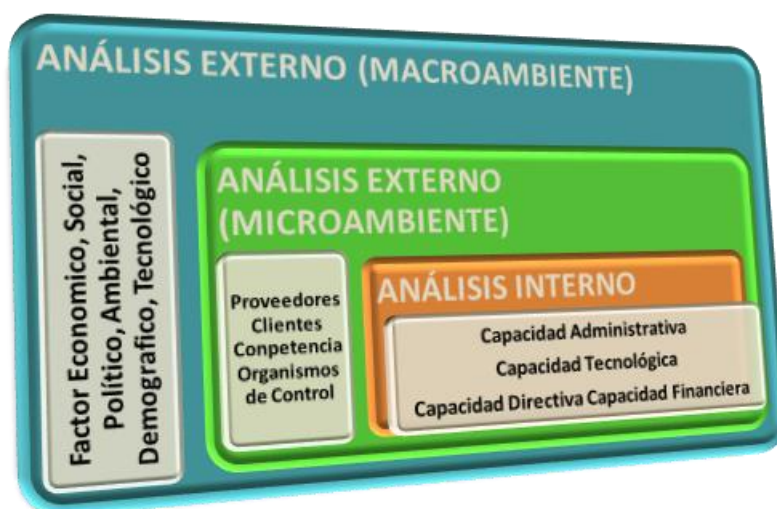 ANÁLISIS EXTERNO (MACROAMBIENTE)
Factor Economico, Social,
Político, Ambiental,
Demografico, Tecnológico
ANÁLISIS EXTERNO
(MICROAMBIENTE)
Proveedores
Clientes
Conpetencia
Organismos
de Control
ANÁLISIS INTERNO
Capacidad Administrativa
Capacidad Tecnológica
Capacidad Directiva Capacidad Financiera